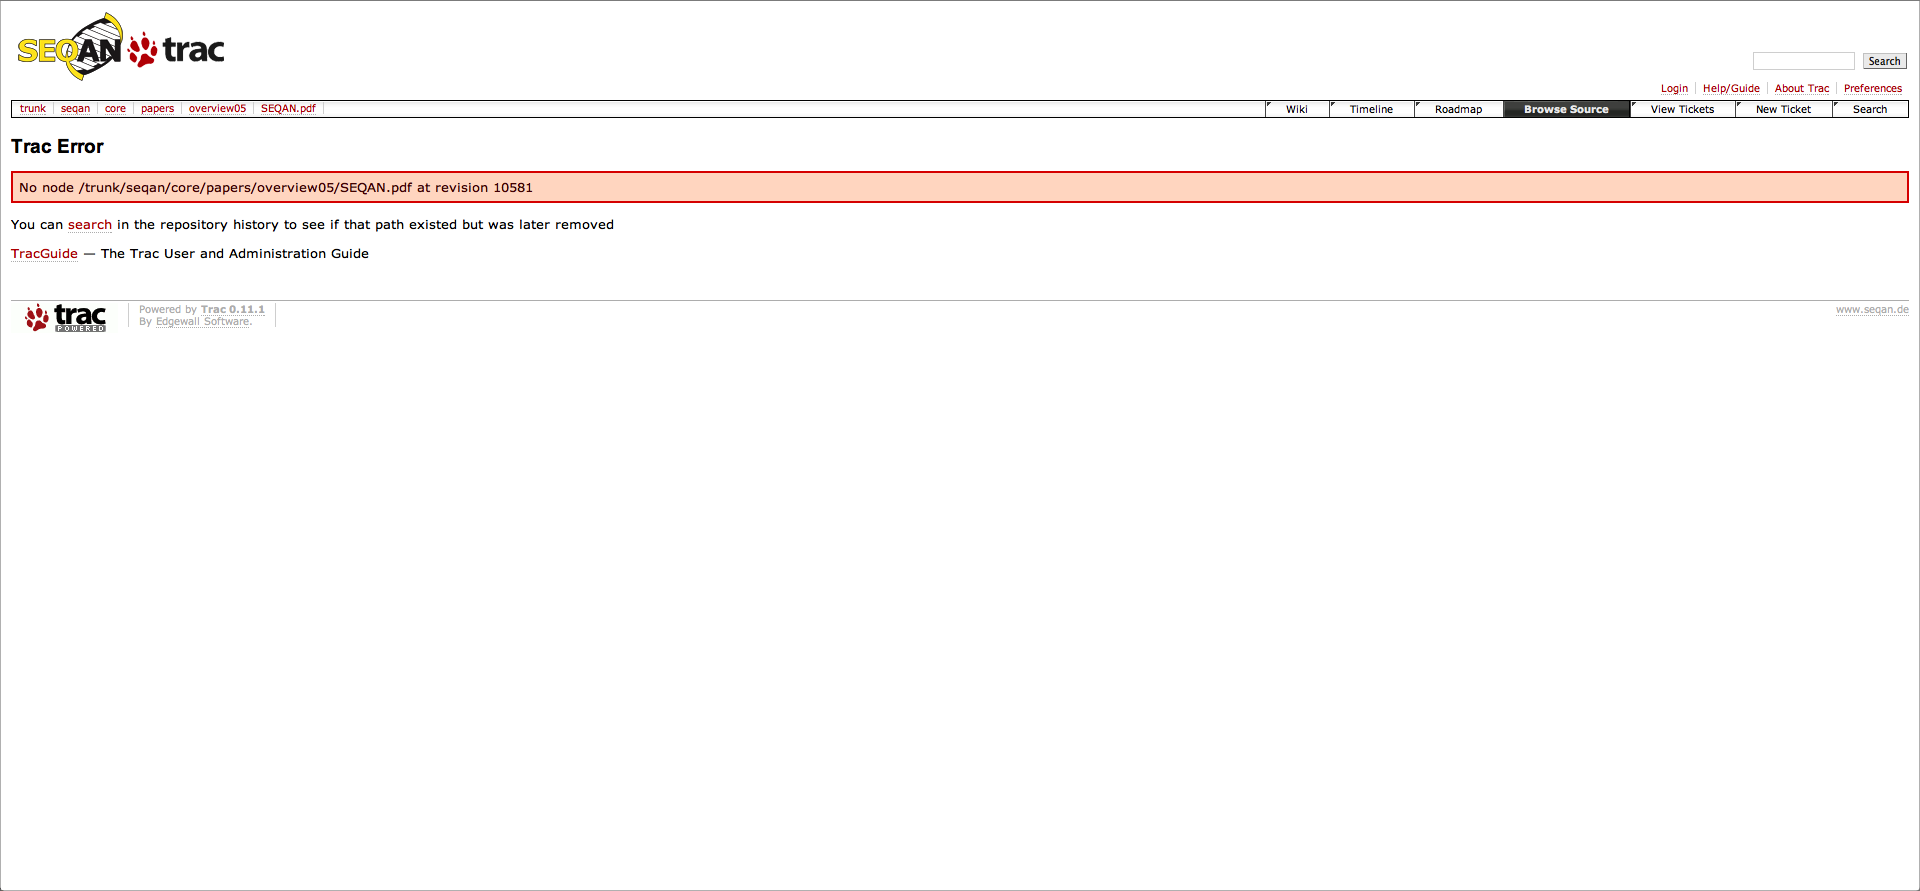 SEQAN trac
Search
Login Help/Guide About Trac Preferences
trunk seqan core papers overview05 SEQAN.pdf Wiki Timeline Roadmap Browse Source View Tickets New Ticket Search
Trac Error
No node /trunk/seqan/core/papers/overview05/SEQAN.pdf at revision 10581
You can search in the repository history to see if that path existed but was later removed
TracGuide — The Trac User and Administration Guide
trac POWERED
Powered by Trac 0.11.1
By Edgewall Software.
www.seqan.de